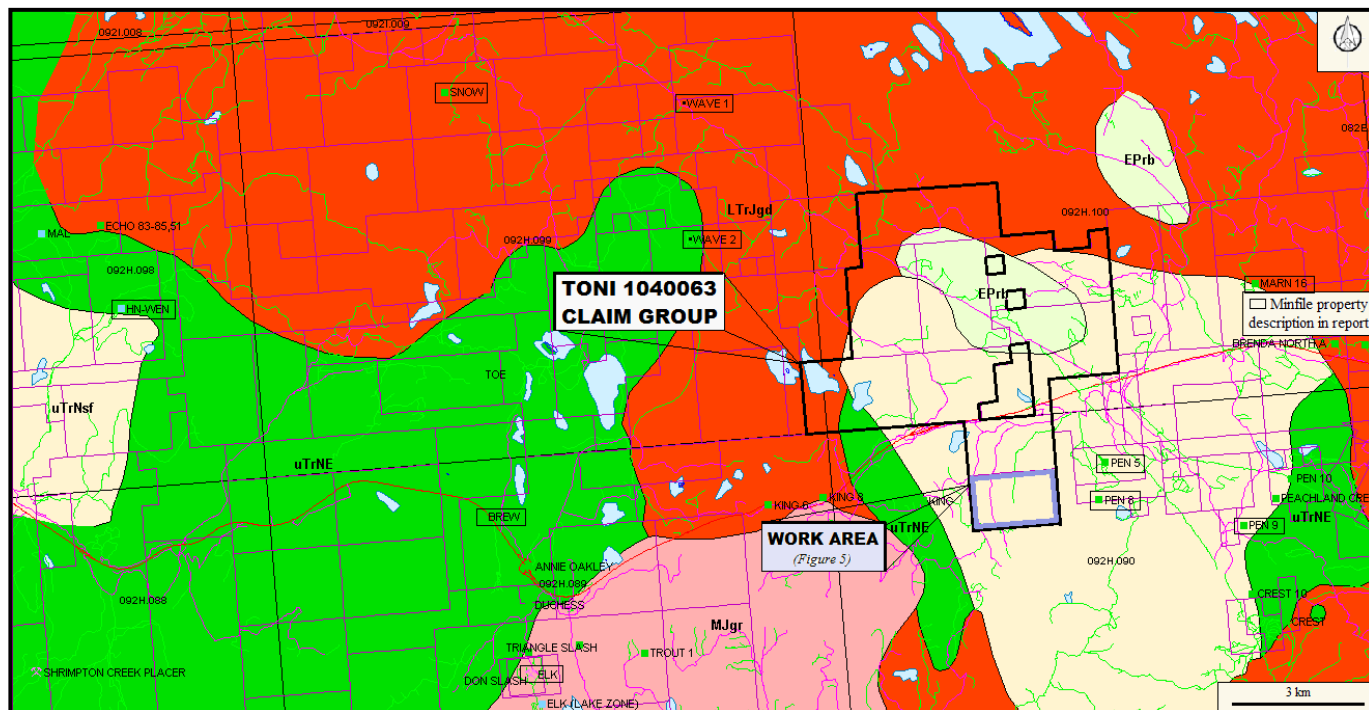 092I.008
092I.009
SNOW
WAVE 1
082E
EPrb
LTrJgd
092H.100
MAL
ECHO 83-85,51
092H.099
WAVE 2
092H.098
TONI 1040063
CLAIM GROUP
EPrb
MARN 16
Minfile property
description in report
HN-WEN
BRENDA NORTH A
TOE
uTrNsf
uTrNE
PEN 5
PEN 10
KING 8
KING 6
KING
PEN 8
PEACHLAND CRE
BREW
uTrNE
uTrNE
PEN 9
WORK AREA
(Figure 5)
ANNIE OAKLEY
092H.089
092H.090
092H.088
DUCHESS
CREST 10
MJgr
CREST
TRIANGLE SLASH
TROUT 1
SHRIMPTON CREEK PLACER
DON SLASH
ELK
3 km
ELK (LAKE ZONE)